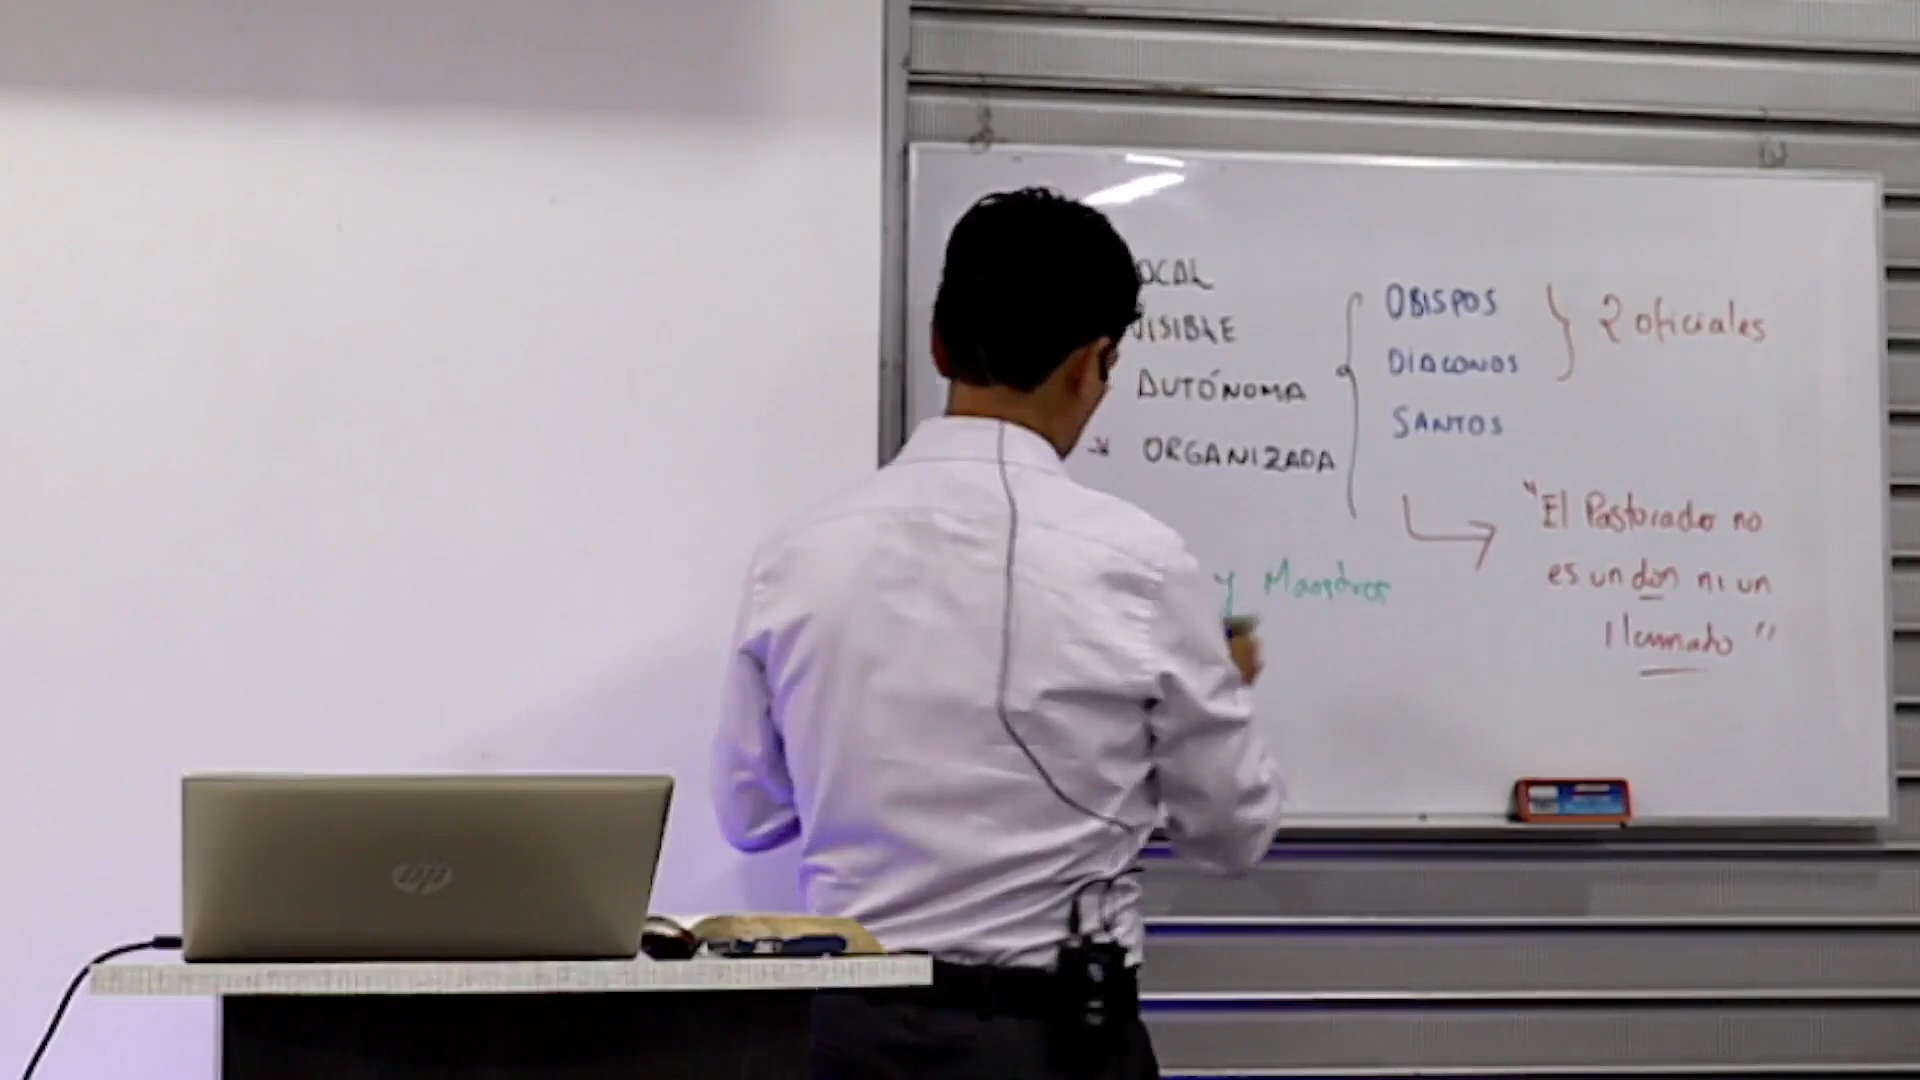 OCAL
VISIBLE
AUTÓNOMA
ORGANIZADA
OBISPOS
DIACONOS
SANTOS
2 oficiales
"El Pastorado no
es un don ni un
llamado"
y Maestros
hp